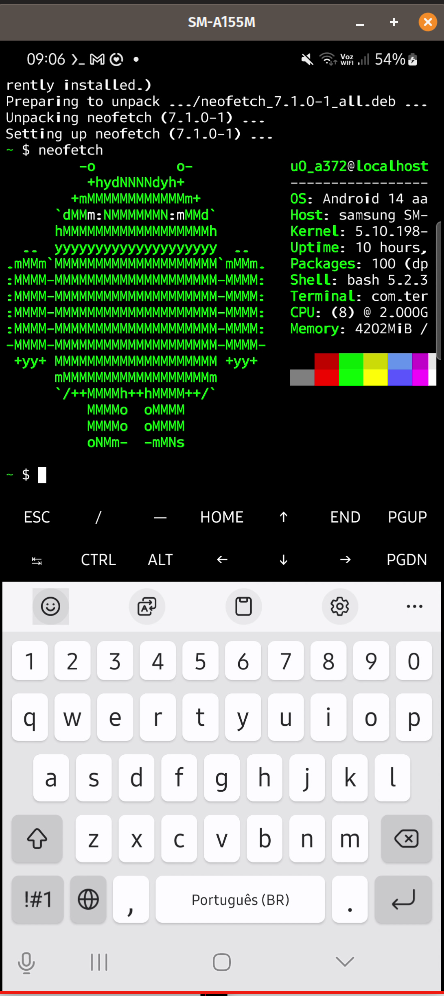 SM-A155M
09:06 >_ M • Voz WiFi 54%
rently installed.)
Preparing to unpack .../neofetch_7.1.0-1_all.deb ...
Unpacking neofetch (7.1.0-1) ...
Setting up neofetch (7.1.0-1) ...
~ $ neofetch
         -o          o-
          +hydNNNNdyh+
        +mMMMMMMMMMMMMm+
      `dMMm:NMMMMMMN:mMMd`
      hMMMMMMMMMMMMMMMMMMh
  ..  yyyyyyyyyyyyyyyyyyyy  ..
.mMMm`MMMMMMMMMMMMMMMMMMMM`mMMm.
:MMMM-MMMMMMMMMMMMMMMMMMMM-MMMM:
:MMMM-MMMMMMMMMMMMMMMMMMMM-MMMM:
:MMMM-MMMMMMMMMMMMMMMMMMMM-MMMM:
:MMMM-MMMMMMMMMMMMMMMMMMMM-MMMM:
-MMMM-MMMMMMMMMMMMMMMMMMMM-MMMM-
 +yy+ MMMMMMMMMMMMMMMMMMMM +yy+
      mMMMMMMMMMMMMMMMMMMm
      `/++MMMMh++hMMMM++/`
          MMMMo  oMMMM
          MMMMo  oMMMM
          oNMm-  -mMNs
u0_a372@localhost
-----------------
OS: Android 14 aa
Host: samsung SM-
Kernel: 5.10.198-
Uptime: 10 hours,
Packages: 100 (dp
Shell: bash 5.2.3
Terminal: com.ter
CPU: (8) @ 2.000G
Memory: 4202MiB /
~ $
ESC / — HOME ↑ END PGUP
↹ CTRL ALT ← ↓ → PGDN
1 2 3 4 5 6 7 8 9 0
q w e r t y u i o p
a s d f g h j k l
z x c v b n m
!#1 , Português (BR) .